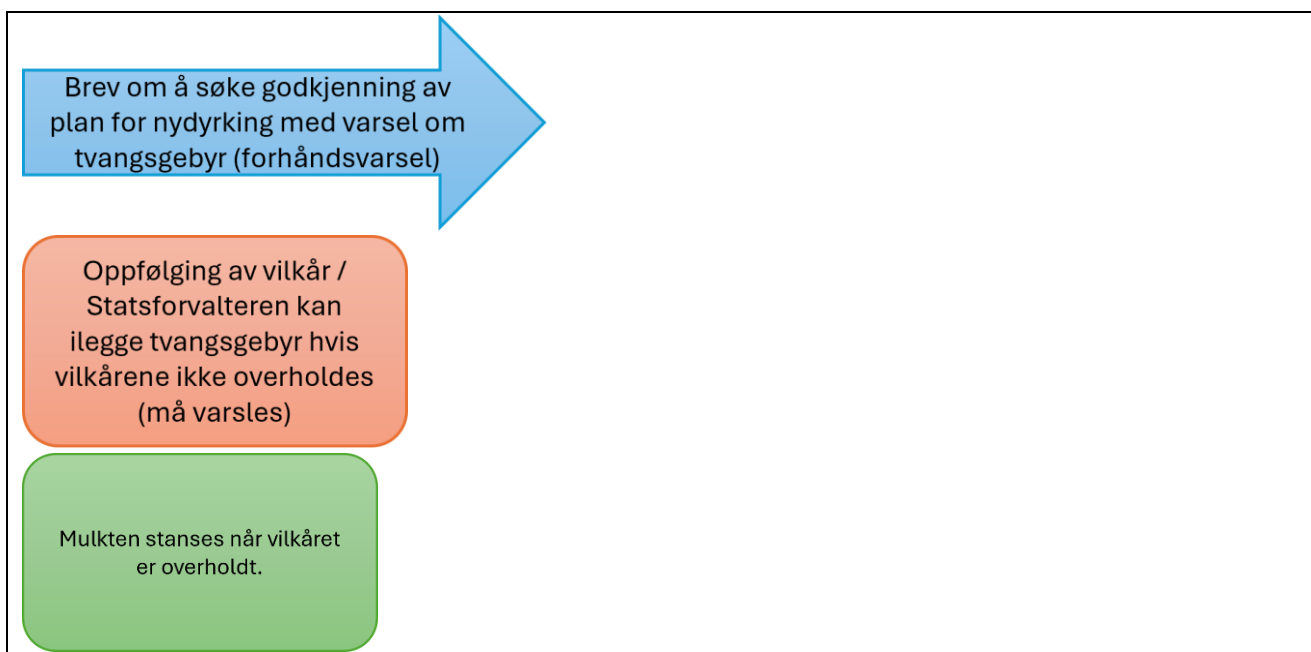 Brev om å søke godkjenning av
plan for nydyrking med varsel om
tvangsgebyr (forhåndsvarsel)
Oppfølging av vilkår /
Statsforvalteren kan
ilegge tvangsgebyr hvis
vilkårene ikke overholdes
(må varsles)
Mulkten stanses når vilkåret
er overholdt.